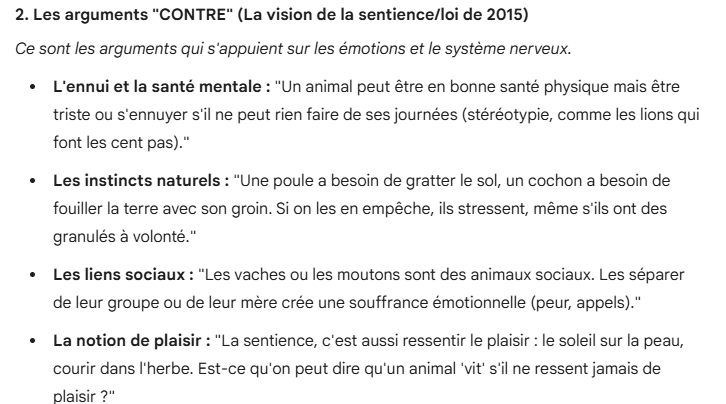 2. Les arguments "CONTRE" (La vision de la sentience/loi de 2015)
Ce sont les arguments qui s'appuient sur les émotions et le système nerveux.
• L'ennui et la santé mentale : "Un animal peut être en bonne santé physique mais être
triste ou s'ennuyer s'il ne peut rien faire de ses journées (stéréotypie, comme les lions qui
font les cent pas)."
• Les instincts naturels : "Une poule a besoin de gratter le sol, un cochon a besoin de
fouiller la terre avec son groin. Si on les en empêche, ils stressent, même s'ils ont des
granulés à volonté."
• Les liens sociaux : "Les vaches ou les moutons sont des animaux sociaux. Les séparer
de leur groupe ou de leur mère crée une souffrance émotionnelle (peur, appels)."
• La notion de plaisir : "La sentience, c'est aussi ressentir le plaisir : le soleil sur la peau,
courir dans l'herbe. Est-ce qu'on peut dire qu'un animal 'vit' s'il ne ressent jamais de
plaisir ?"